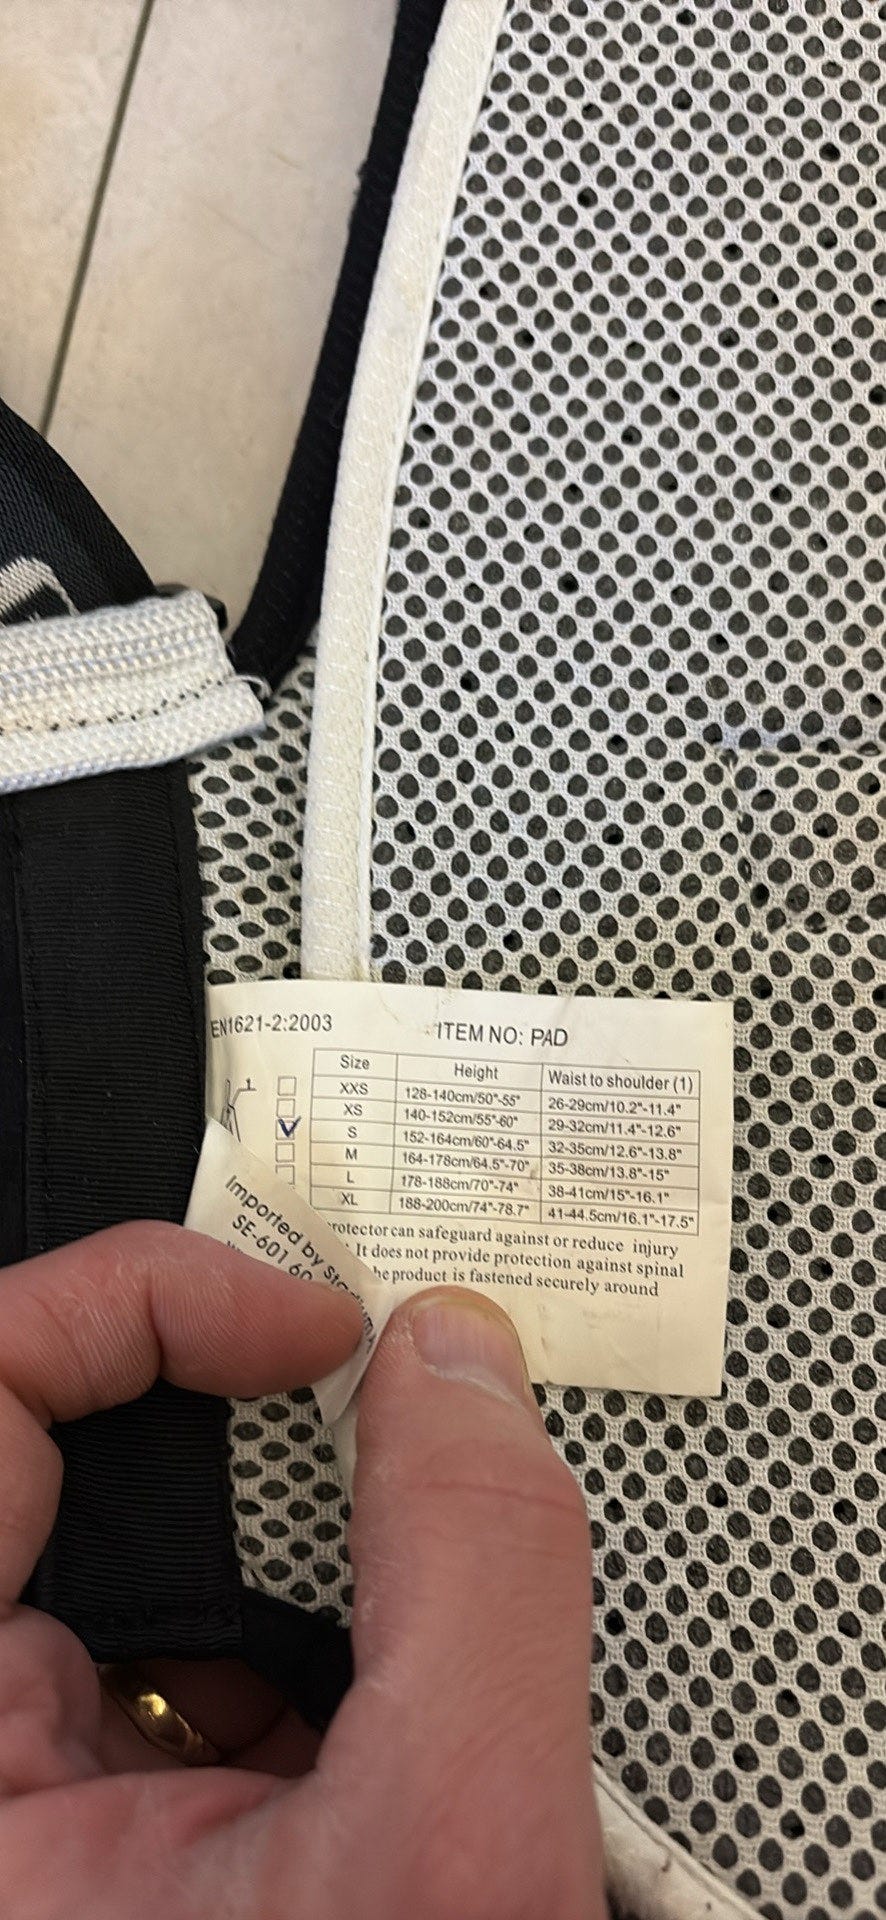 EN1621-2:2003
ITEM NO: PAD
Size Height Waist to shoulder (1)
XXS 128-140cm/50"-55" 26-29cm/10.2"-11.4"
XS 140-152cm/55"-60" 29-32cm/11.4"-12.6"
S 152-164cm/60"-64.5" 32-35cm/12.6"-13.8"
M 164-178cm/64.5"-70" 35-38cm/13.8"-15"
L 178-188cm/70"-74" 38-41cm/15"-16.1"
XL 188-200cm/74"-78.7" 41-44.5cm/16.1"-17.5"
1
rotector can safeguard against or reduce injury
. It does not provide protection against spinal
he product is fastened securely around
Imported by
SE-601 60